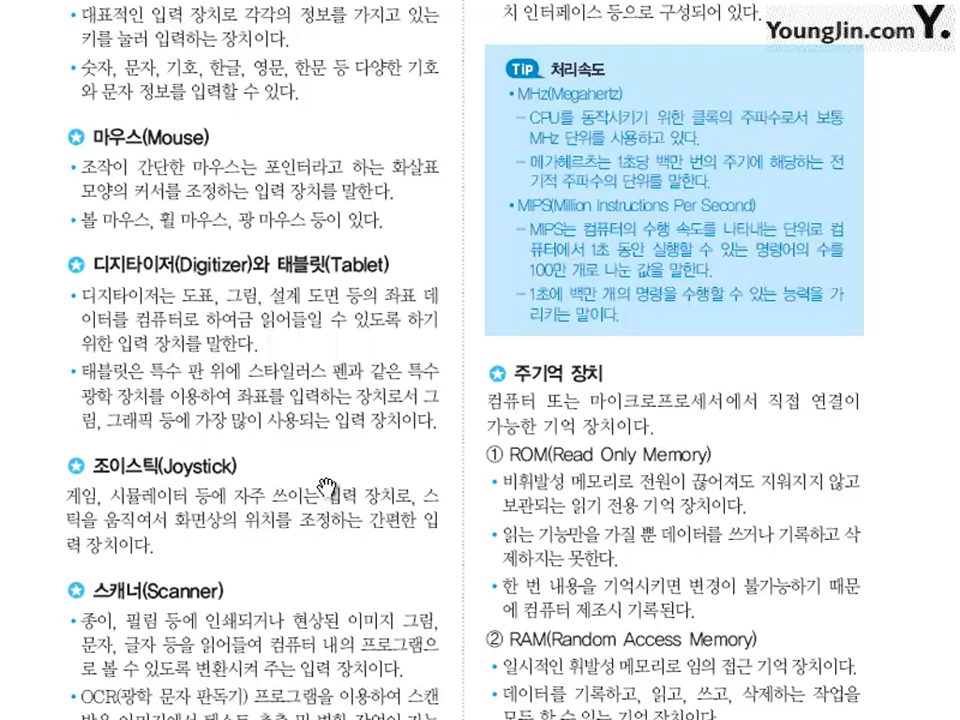 • 대표적인 입력 장치로 각각의 정보를 가지고 있는
키를 눌러 입력하는 장치이다.
• 숫자, 문자, 기호, 한글, 영문, 한문 등 다양한 기호
와 문자 정보를 입력할 수 있다.
마우스(Mouse)
• 조작이 간단한 마우스는 포인터라고 하는 화살표
모양의 커서를 조정하는 입력 장치를 말한다.
• 볼 마우스, 휠 마우스, 광 마우스 등이 있다.
디지타이저(Digitizer)와 태블릿(Tablet)
• 디지타이저는 도표, 그림, 설계 도면 등의 좌표 데
이터를 컴퓨터로 하여금 읽어들일 수 있도록 하기
위한 입력 장치를 말한다.
• 태블릿은 특수 판 위에 스타일러스 펜과 같은 특수
광학 장치를 이용하여 좌표를 입력하는 장치로서 그
림, 그래픽 등에 가장 많이 사용되는 입력 장치이다.
조이스틱(Joystick)
게임, 시뮬레이터 등에 자주 쓰이는 입력 장치로, 스
틱을 움직여서 화면상의 위치를 조정하는 간편한 입
력 장치이다.
스캐너(Scanner)
• 종이, 필림 등에 인쇄되거나 현상된 이미지 그림,
문자, 글자 등을 읽어들여 컴퓨터 내의 프로그램으
로 볼 수 있도록 변환시켜 주는 입력 장치이다.
• OCR(광학 문자 판독기) 프로그램을 이용하여 스캔
치 인터페이스 등으로 구성되어 있다.
YoungJin.com Y.
Tip 처리속도
• MHz(Megahertz)
– CPU를 동작시키기 위한 클록의 주파수로서 보통
MHz 단위를 사용하고 있다.
– 메가헤르츠는 1초당 백만 번의 주기에 해당하는 전
기적 주파수의 단위를 말한다.
• MIPS(Million Instructions Per Second)
– MIPS는 컴퓨터의 수행 속도를 나타내는 단위로 컴
퓨터에서 1초 동안 실행할 수 있는 명령어의 수를
100만 개로 나눈 값을 말한다.
– 1초에 백만 개의 명령을 수행할 수 있는 능력을 가
리키는 말이다.
주기억 장치
컴퓨터 또는 마이크로프로세서에서 직접 연결이
가능한 기억 장치이다.
① ROM(Read Only Memory)
• 비휘발성 메모리로 전원이 끊어져도 지워지지 않고
보관되는 읽기 전용 기억 장치이다.
• 읽는 기능만을 가질 뿐 데이터를 쓰거나 기록하고 삭
제하지는 못한다.
• 한 번 내용을 기억시키면 변경이 불가능하기 때문
에 컴퓨터 제조시 기록된다.
② RAM(Random Access Memory)
• 일시적인 휘발성 메모리로 임의 접근 기억 장치이다.
• 데이터를 기록하고, 읽고, 쓰고, 삭제하는 작업을
모두 할 수 있는 기억 장치이다.